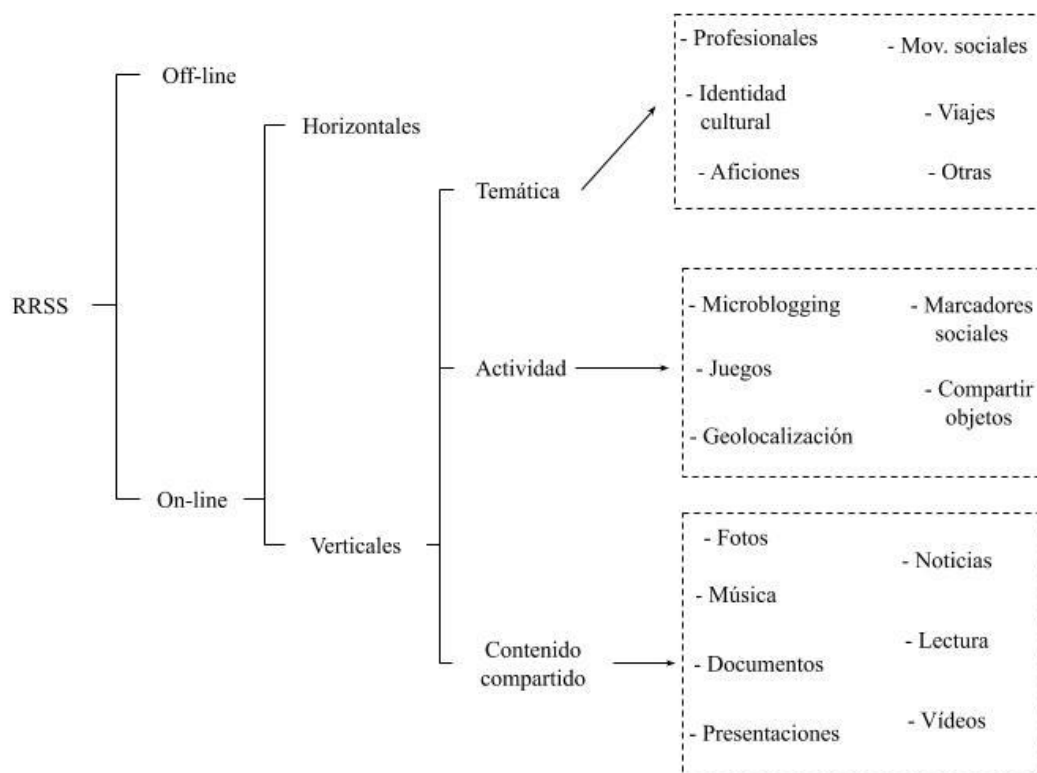 RRSS
Off-line
On-line
Horizontales
Verticales
Temática
- Profesionales
- Mov. sociales
- Identidad
cultural
- Viajes
- Aficiones
- Otras
Actividad
- Microblogging
- Marcadores
sociales
- Juegos
- Compartir
objetos
- Geolocalización
Contenido
compartido
- Fotos
- Noticias
- Música
- Lectura
- Documentos
- Vídeos
- Presentaciones